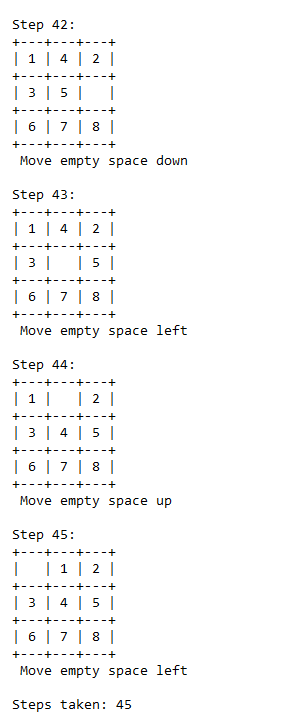 Step 42:
+---+---+---+
| 1 | 4 | 2 |
+---+---+---+
| 3 | 5 |   |
+---+---+---+
| 6 | 7 | 8 |
+---+---+---+
 Move empty space down

Step 43:
+---+---+---+
| 1 | 4 | 2 |
+---+---+---+
| 3 |   | 5 |
+---+---+---+
| 6 | 7 | 8 |
+---+---+---+
 Move empty space left

Step 44:
+---+---+---+
| 1 |   | 2 |
+---+---+---+
| 3 | 4 | 5 |
+---+---+---+
| 6 | 7 | 8 |
+---+---+---+
 Move empty space up

Step 45:
+---+---+---+
|   | 1 | 2 |
+---+---+---+
| 3 | 4 | 5 |
+---+---+---+
| 6 | 7 | 8 |
+---+---+---+
 Move empty space left

Steps taken: 45